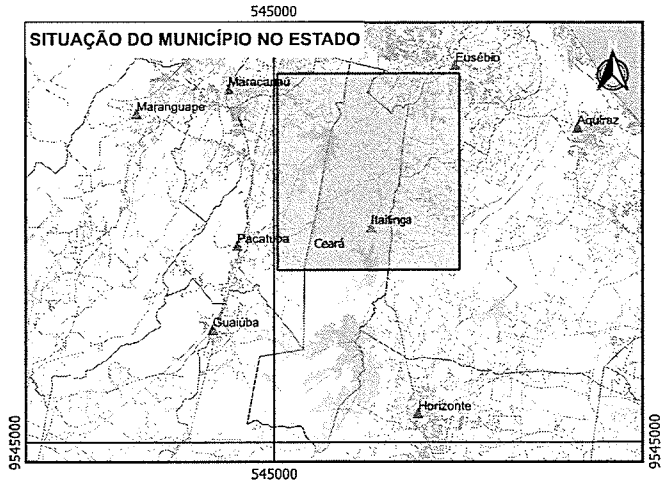 545000
SITUAÇÃO DO MUNICÍPIO NO ESTADO
Eusébio
Maracanaú
Maranguape
Aquiraz
Itaitinga
Pacatuba
Ceará
Guaiúba
Horizonte
9545000
9545000
545000